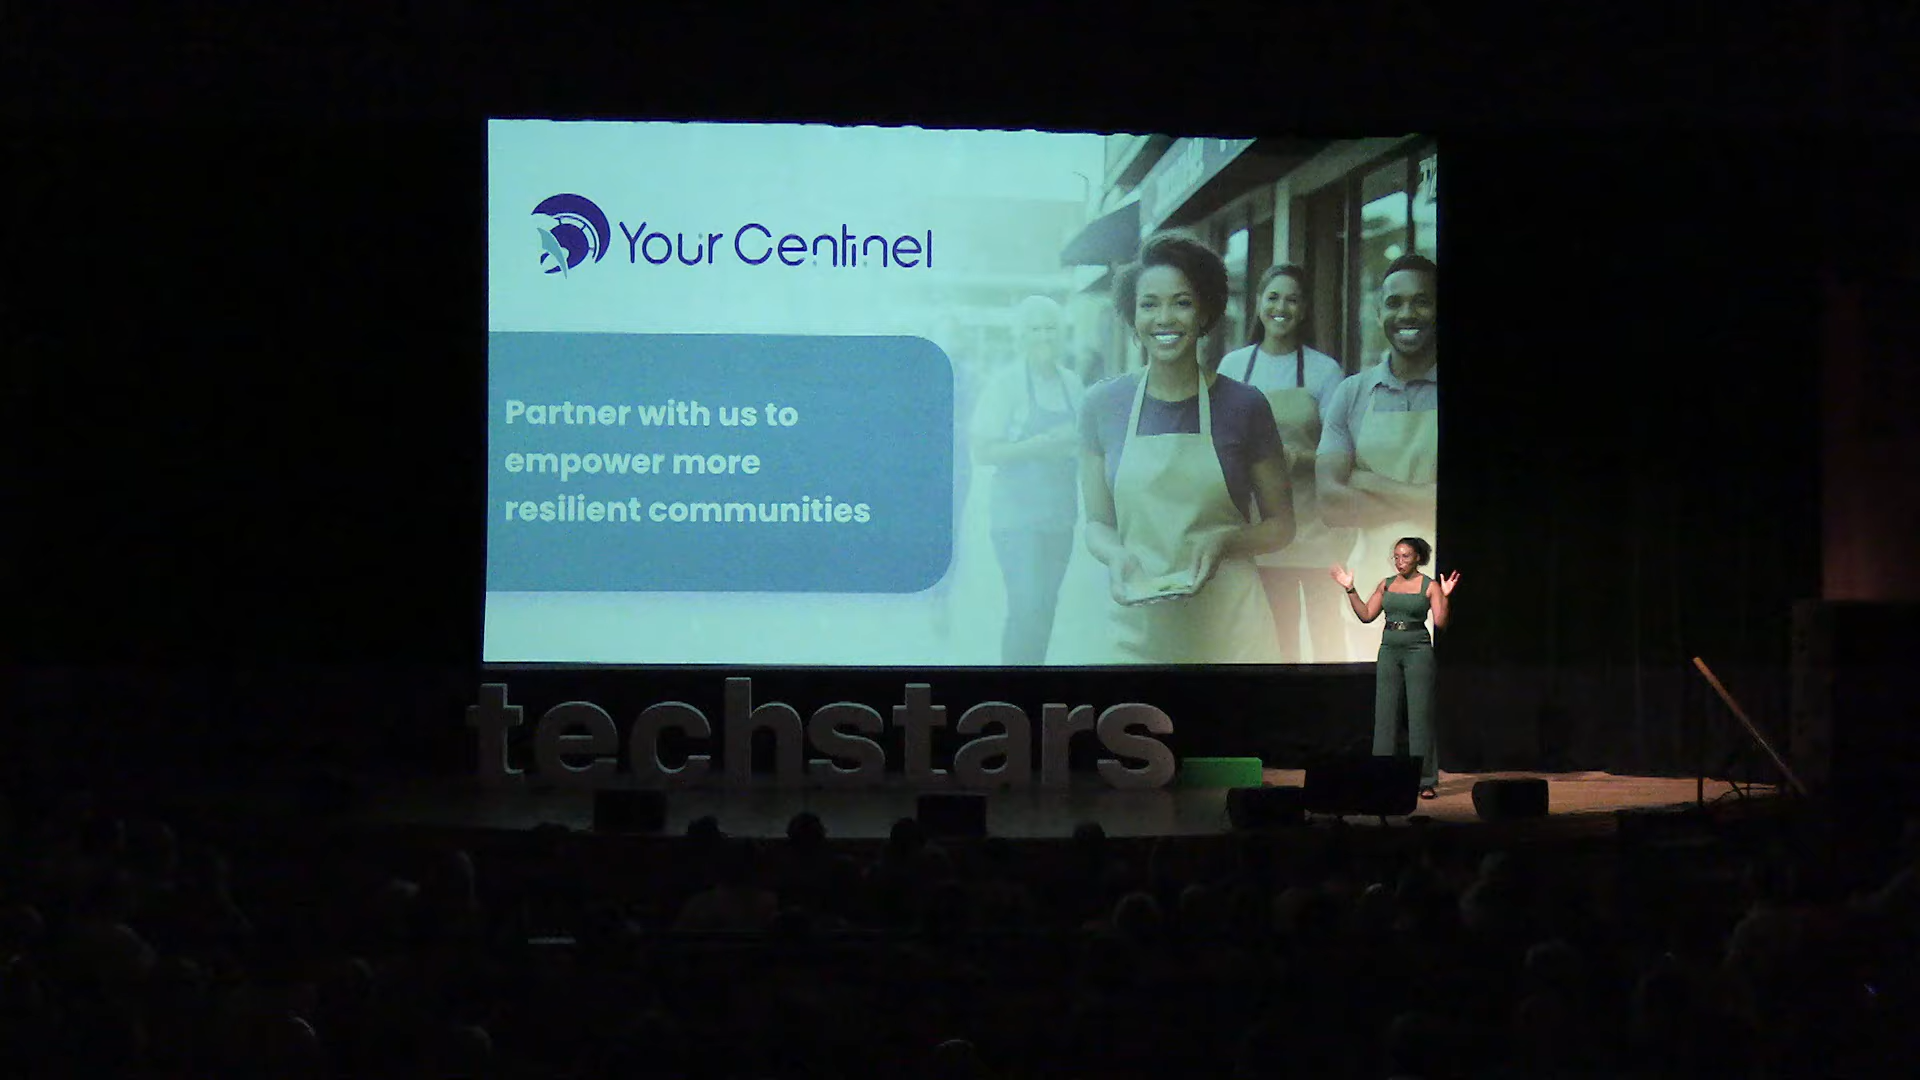 Your Centinel
Partner with us to
empower more
resilient communities
techstars